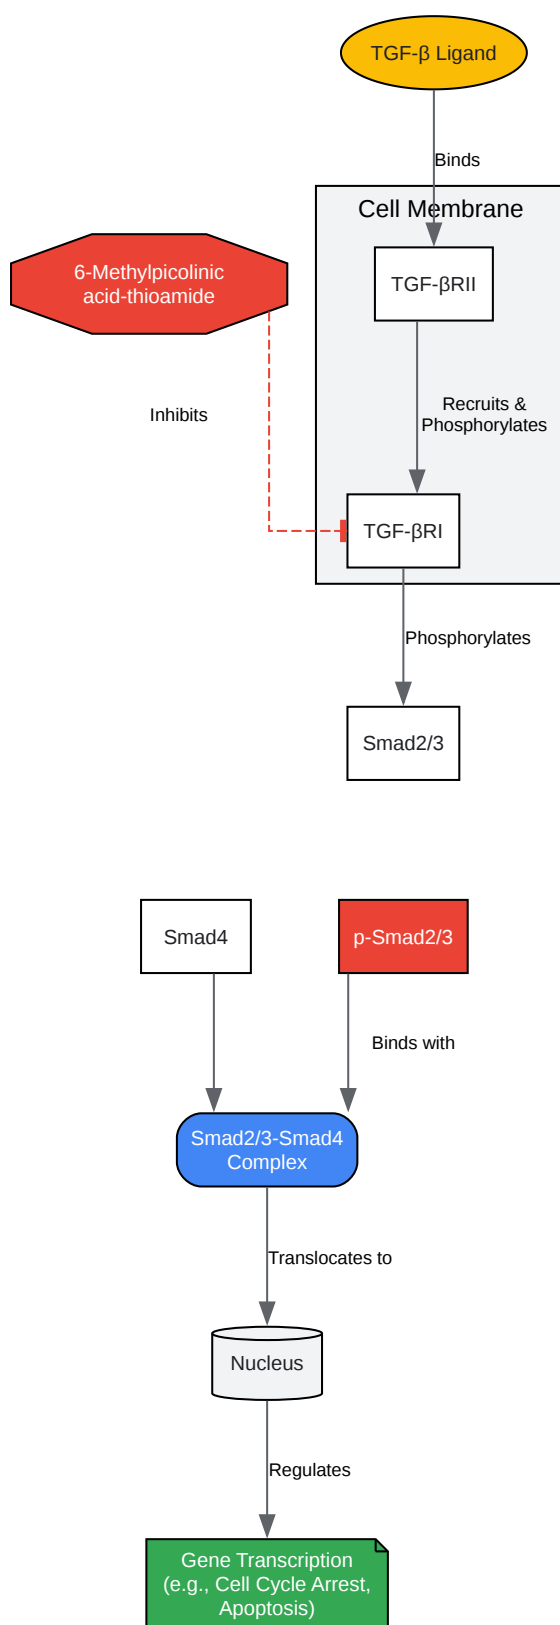 TGF-β Ligand
Binds
Cell Membrane
6-Methylpicolinic
acid-thioamide
TGF-βRII
Inhibits
Recruits &
Phosphorylates
TGF-βRI
Phosphorylates
Smad2/3
Smad4
p-Smad2/3
Binds with
Smad2/3-Smad4
Complex
Translocates to
Nucleus
Regulates
Gene Transcription
(e.g., Cell Cycle Arrest,
Apoptosis)